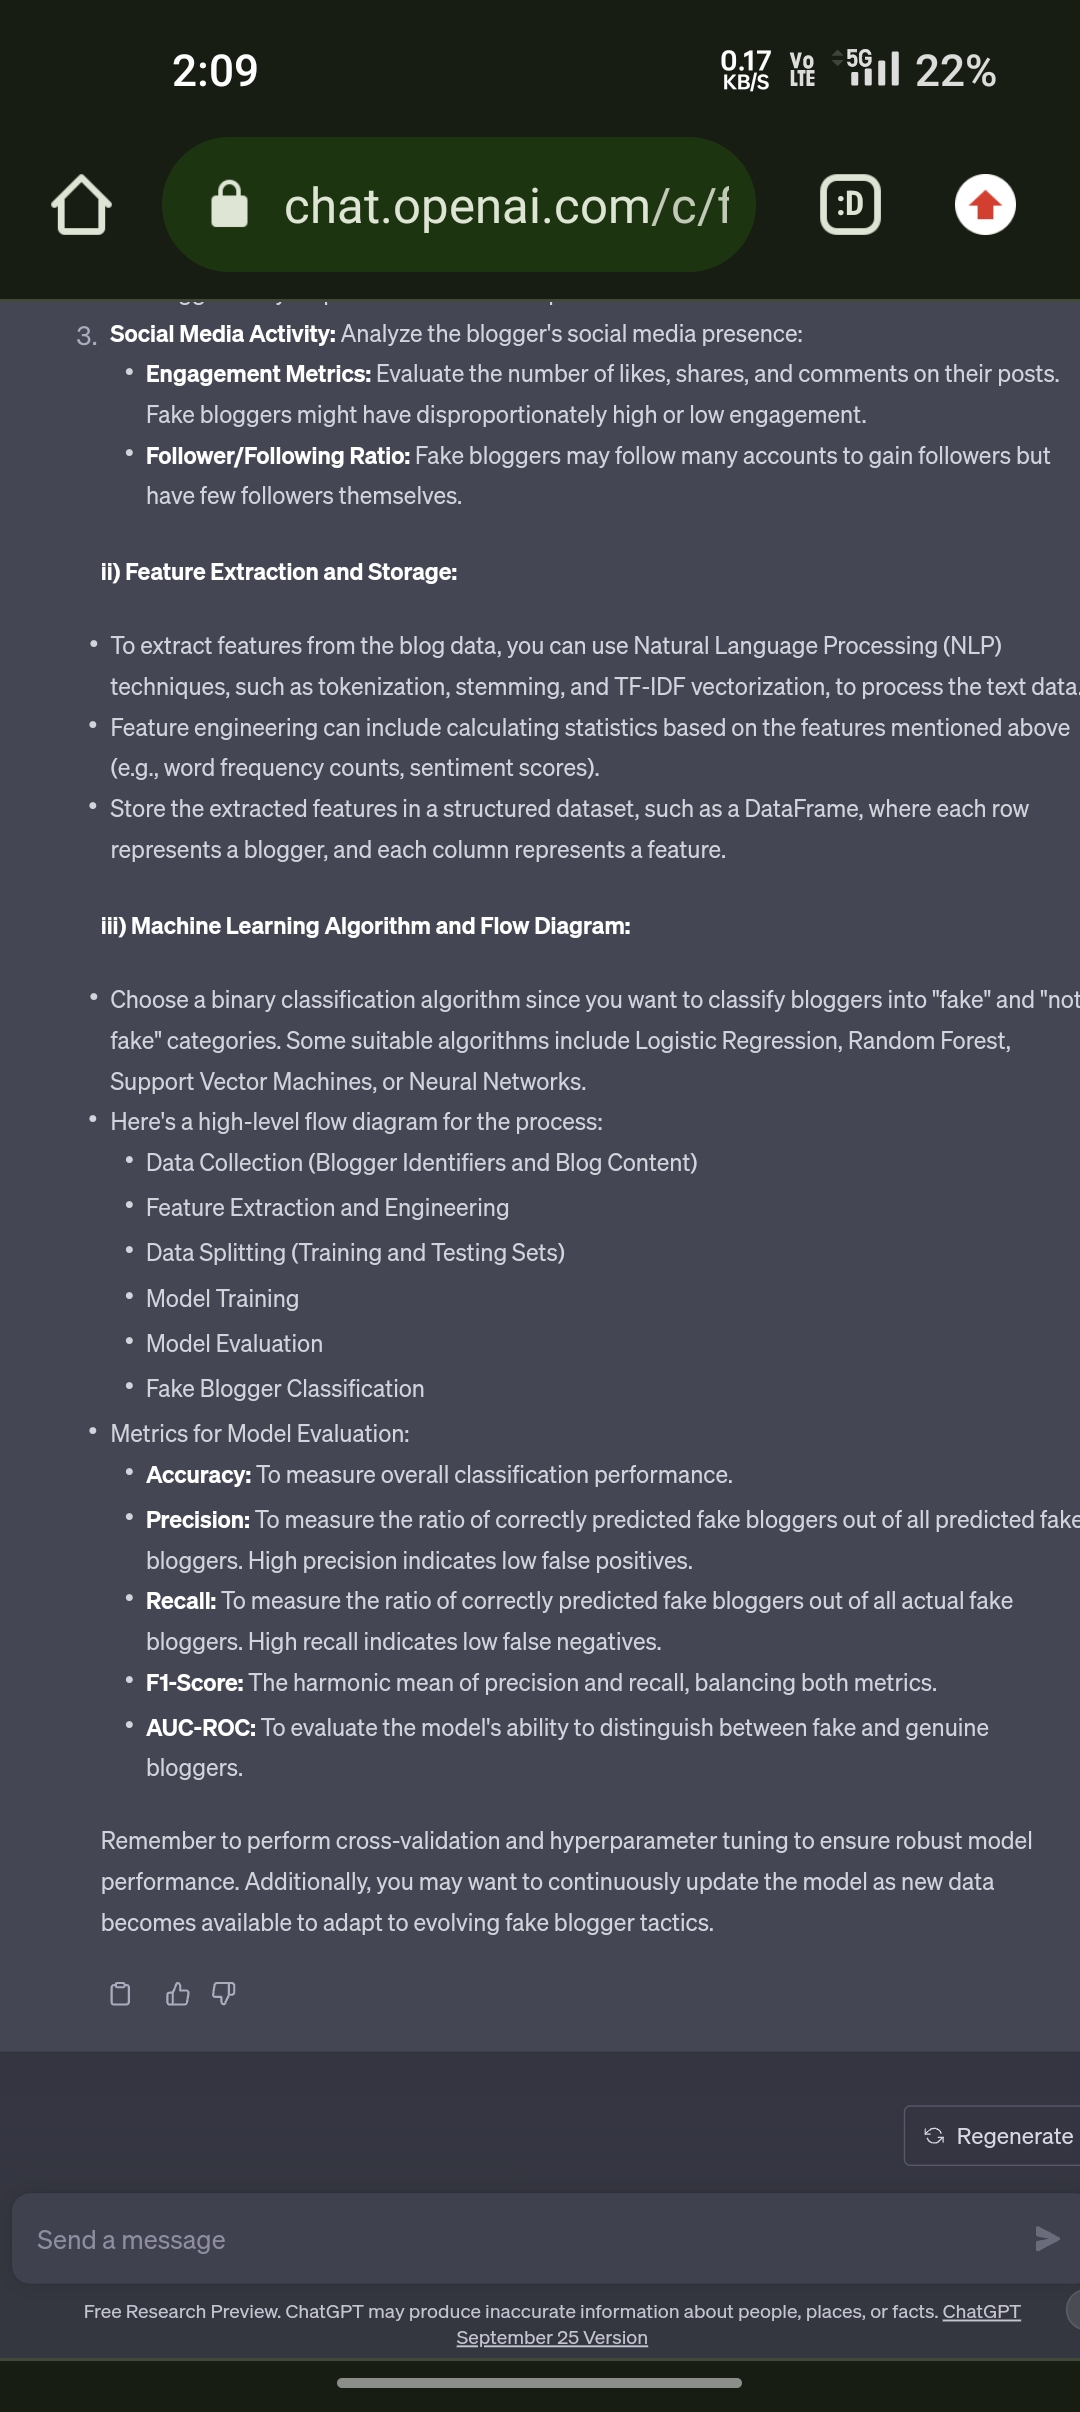 2:09
0.17
KB/S
Vo
LTE
5G
22%
chat.openai.com/c/f
:D
3. Social Media Activity: Analyze the blogger's social media presence:
• Engagement Metrics: Evaluate the number of likes, shares, and comments on their posts.
Fake bloggers might have disproportionately high or low engagement.
• Follower/Following Ratio: Fake bloggers may follow many accounts to gain followers but
have few followers themselves.
ii) Feature Extraction and Storage:
• To extract features from the blog data, you can use Natural Language Processing (NLP)
techniques, such as tokenization, stemming, and TF-IDF vectorization, to process the text data.
• Feature engineering can include calculating statistics based on the features mentioned above
(e.g., word frequency counts, sentiment scores).
• Store the extracted features in a structured dataset, such as a DataFrame, where each row
represents a blogger, and each column represents a feature.
iii) Machine Learning Algorithm and Flow Diagram:
• Choose a binary classification algorithm since you want to classify bloggers into "fake" and "not
fake" categories. Some suitable algorithms include Logistic Regression, Random Forest,
Support Vector Machines, or Neural Networks.
• Here's a high-level flow diagram for the process:
• Data Collection (Blogger Identifiers and Blog Content)
• Feature Extraction and Engineering
• Data Splitting (Training and Testing Sets)
• Model Training
• Model Evaluation
• Fake Blogger Classification
• Metrics for Model Evaluation:
• Accuracy: To measure overall classification performance.
• Precision: To measure the ratio of correctly predicted fake bloggers out of all predicted fake
bloggers. High precision indicates low false positives.
• Recall: To measure the ratio of correctly predicted fake bloggers out of all actual fake
bloggers. High recall indicates low false negatives.
• F1-Score: The harmonic mean of precision and recall, balancing both metrics.
• AUC-ROC: To evaluate the model's ability to distinguish between fake and genuine
bloggers.
Remember to perform cross-validation and hyperparameter tuning to ensure robust model
performance. Additionally, you may want to continuously update the model as new data
becomes available to adapt to evolving fake blogger tactics.
Regenerate
Send a message
Free Research Preview. ChatGPT may produce inaccurate information about people, places, or facts. ChatGPT
September 25 Version